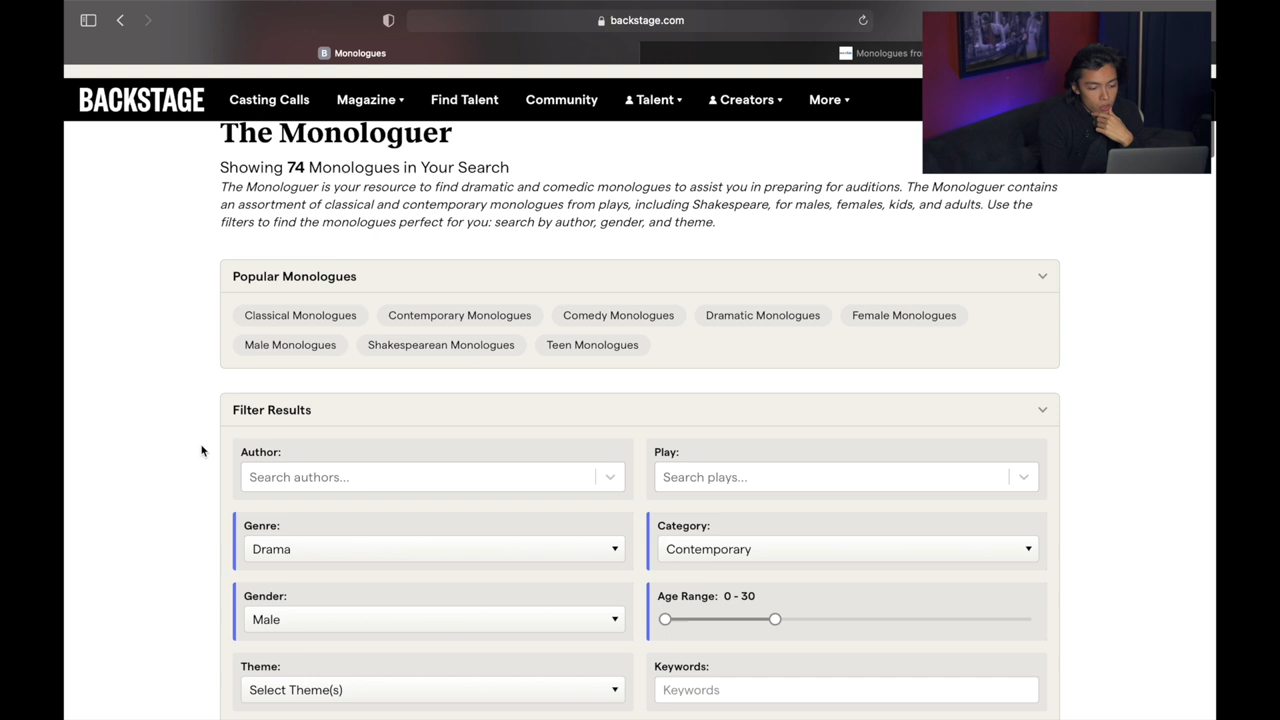 backstage.com
B Monologues
Monologues fro
BACKSTAGE
Casting Calls
Magazine
Find Talent
Community
Talent
Creators
More
The Monologuer
Showing 74 Monologues in Your Search
The Monologuer is your resource to find dramatic and comedic monologues to assist you in preparing for auditions. The Monologuer contains
an assortment of classical and contemporary monologues from plays, including Shakespeare, for males, females, kids, and adults. Use the
filters to find the monologues perfect for you: search by author, gender, and theme.
Popular Monologues
Classical Monologues
Contemporary Monologues
Comedy Monologues
Dramatic Monologues
Female Monologues
Male Monologues
Shakespearean Monologues
Teen Monologues
Filter Results
Author:
Search authors...
Play:
Search plays...
Genre:
Drama
Category:
Contemporary
Gender:
Male
Age Range: 0 - 30
Theme:
Select Theme(s)
Keywords:
Keywords